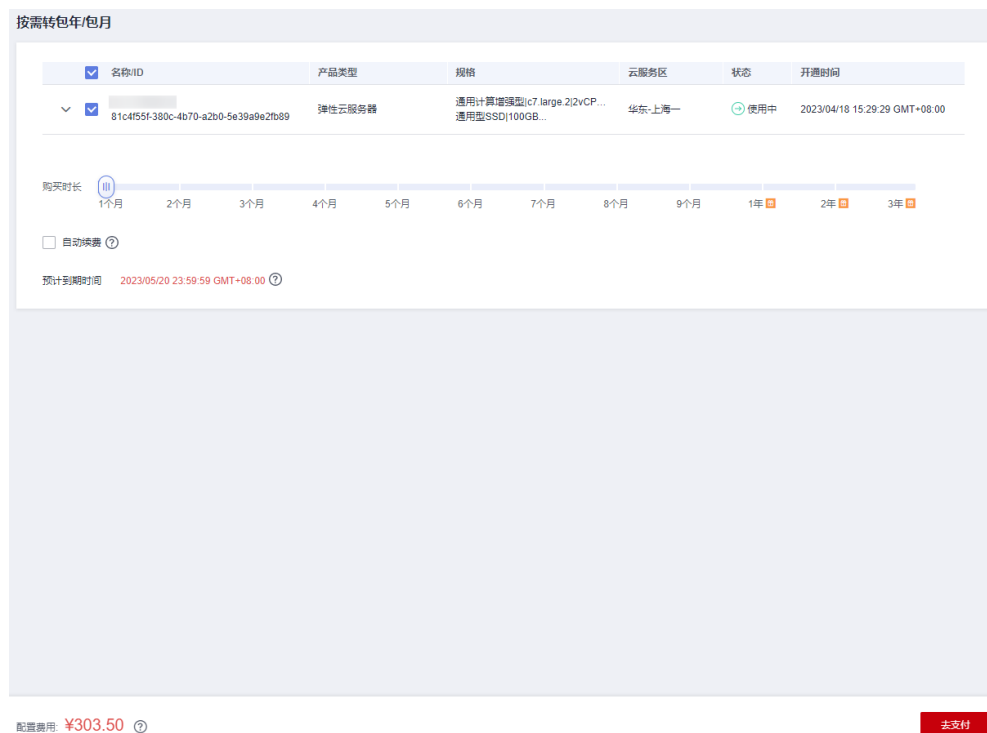 按需转包年/包月
名称/ID 产品类型 规格 云服务区 状态 开通时间
81c4f55f-380c-4b70-a2b0-5e39a9e2fb89 弹性云服务器 通用计算增强型|c7.large.2|2vCP... 华东-上海一 使用中 2023/04/18 15:29:29 GMT+08:00
通用型SSD|100GB...
购买时长
1个月 2个月 3个月 4个月 5个月 6个月 7个月 8个月 9个月 1年 2年 3年
自动续费 ?
预计到期时间 2023/05/20 23:59:59 GMT+08:00 ?
配置费用: ¥303.50 ? 去支付